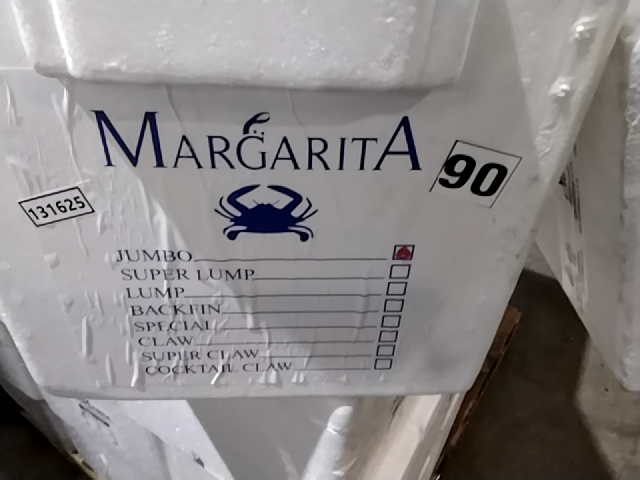 MARGARITA
90
131625
JUMBO
SUPER LUMP
LUMP
BACKFIN
SPECIAL
CLAW
SUPER CLAW
COCKTAIL CLAW